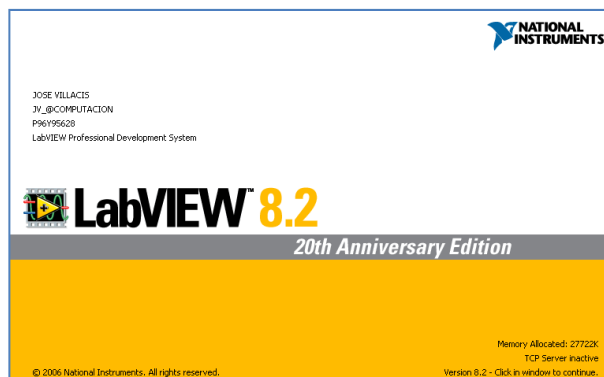 NATIONAL
INSTRUMENTS
JOSE VILLACIS
JV_@COMPUTACION
P96Y95628
LabVIEW Professional Development System
LabVIEW™ 8.2
20th Anniversary Edition
Memory Allocated: 27722K
TCP Server inactive
© 2006 National Instruments. All rights reserved.
Version 8.2 - Click in window to continue.